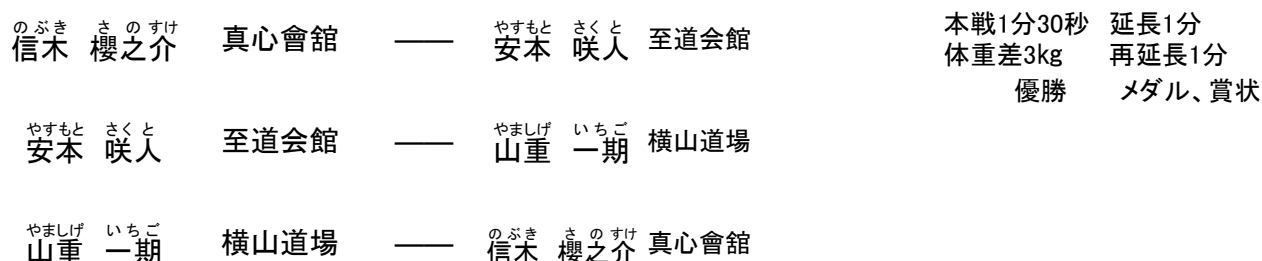 のぶき さのすけ やすもと さくと
信木 櫻之介 真心會舘 —— 安本 咲人 至道会館
本戦1分30秒 延長1分
体重差3kg 再延長1分
優勝 メダル、賞状
やすもと さくと やましげ いちご
安本 咲人 至道会館 —— 山重 一期 横山道場
やましげ いちご のぶき さのすけ
山重 一期 横山道場 —— 信木 櫻之介 真心會舘